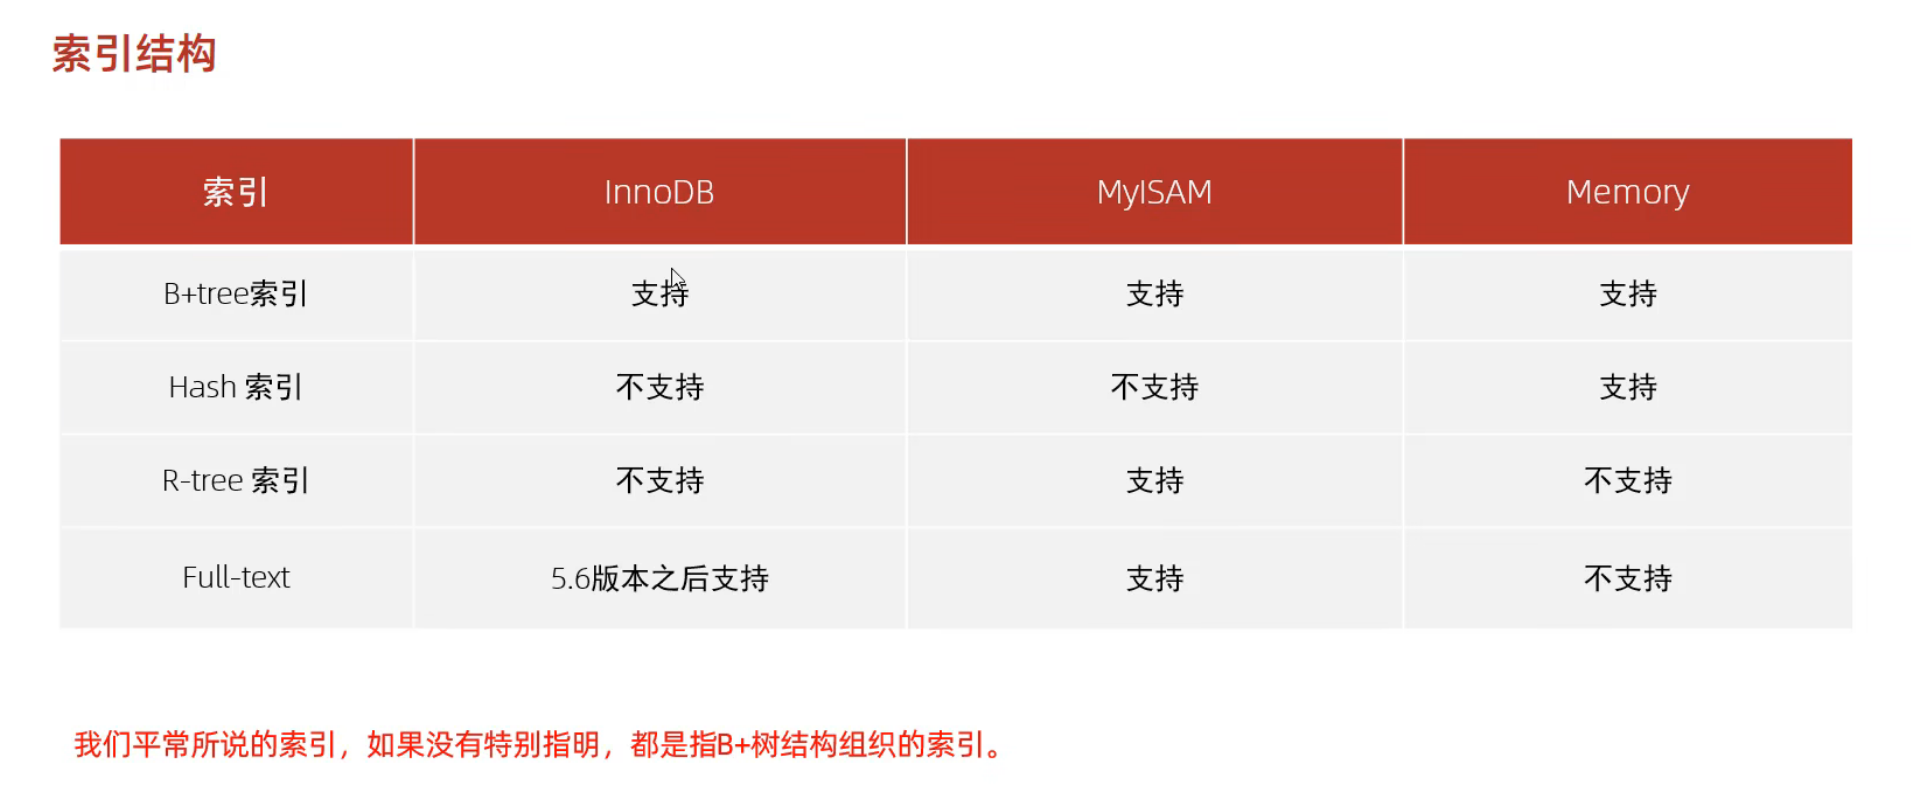 索引结构
索引 InnoDB MyISAM Memory
B+tree索引 支持 支持 支持
Hash 索引 不支持 不支持 支持
R-tree 索引 不支持 支持 不支持
Full-text 5.6版本之后支持 支持 不支持
我们平常所说的索引，如果没有特别指明，都是指B+树结构组织的索引。